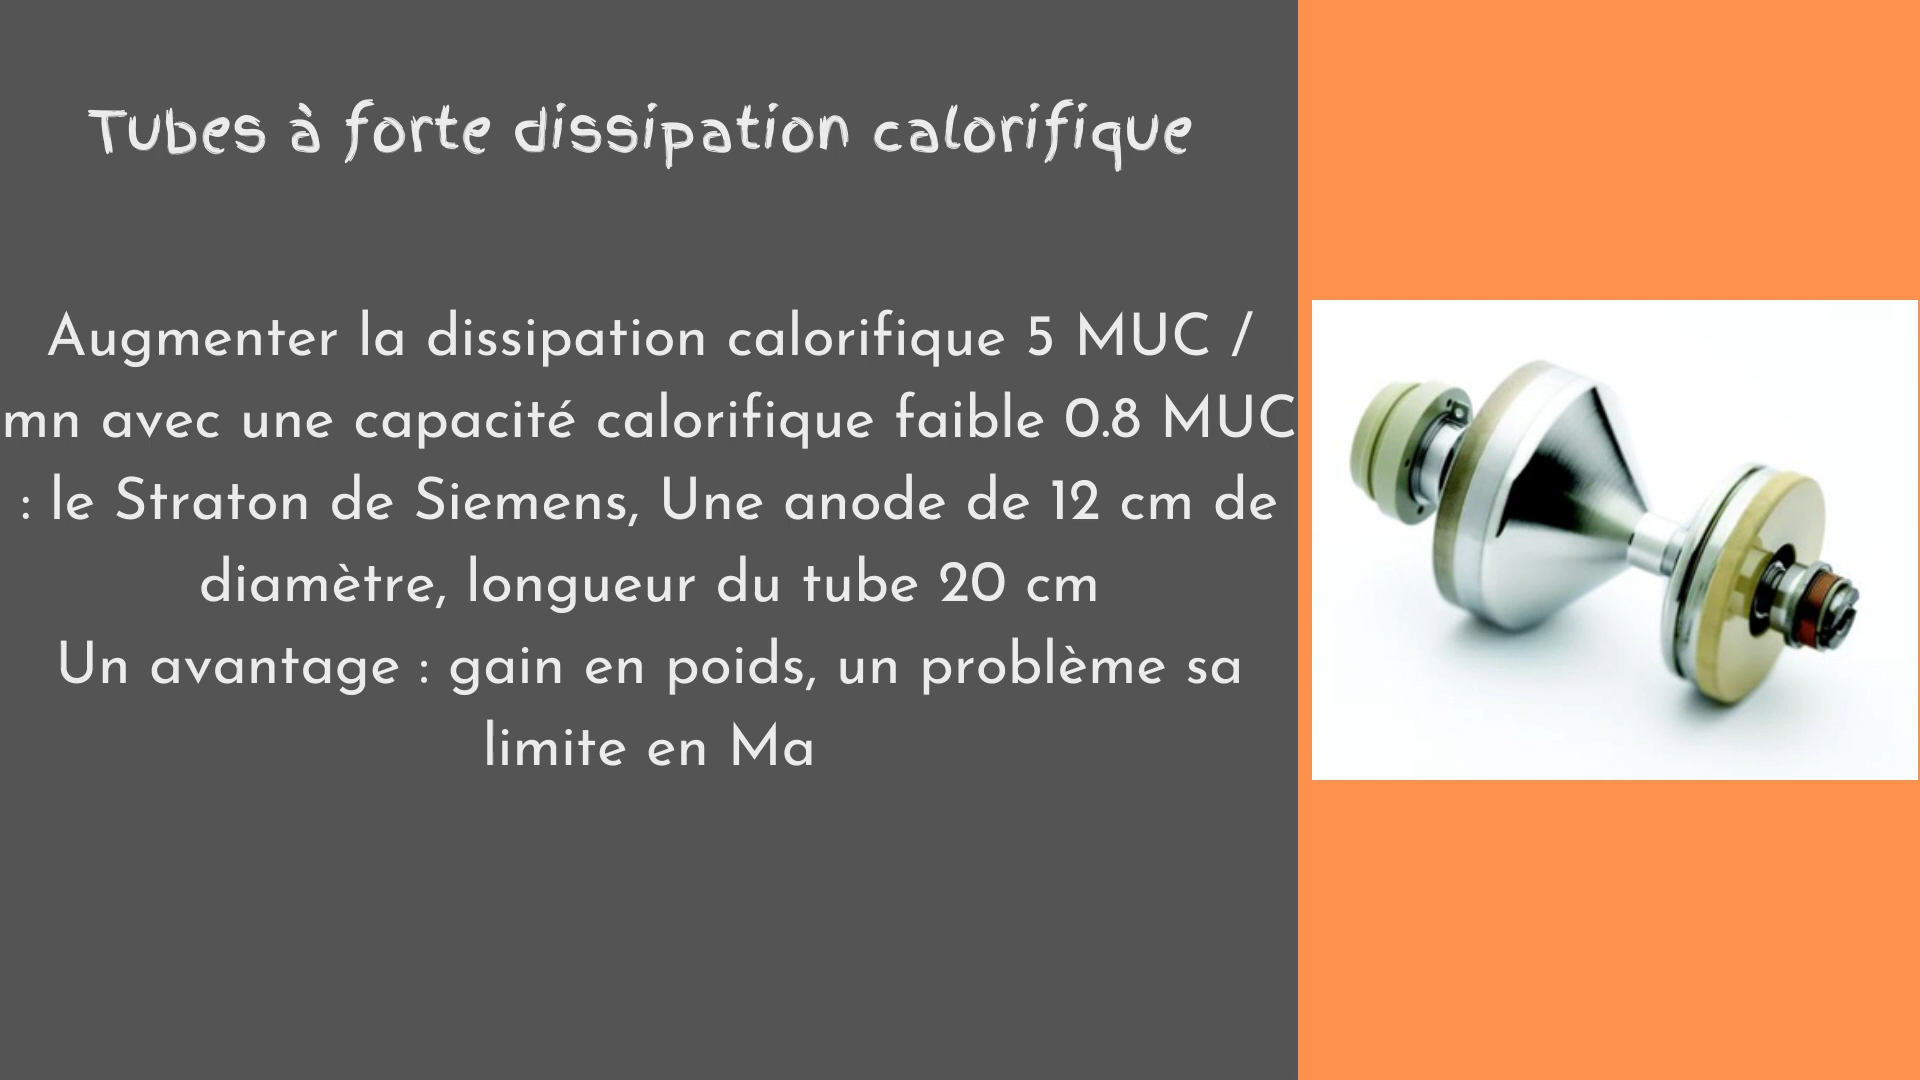 Tubes à forte dissipation calorifique
Augmenter la dissipation calorifique 5 MUC /
mn avec une capacité calorifique faible 0.8 MUC
: le Straton de Siemens, Une anode de 12 cm de
diamètre, longueur du tube 20 cm
Un avantage : gain en poids, un problème sa
limite en Ma